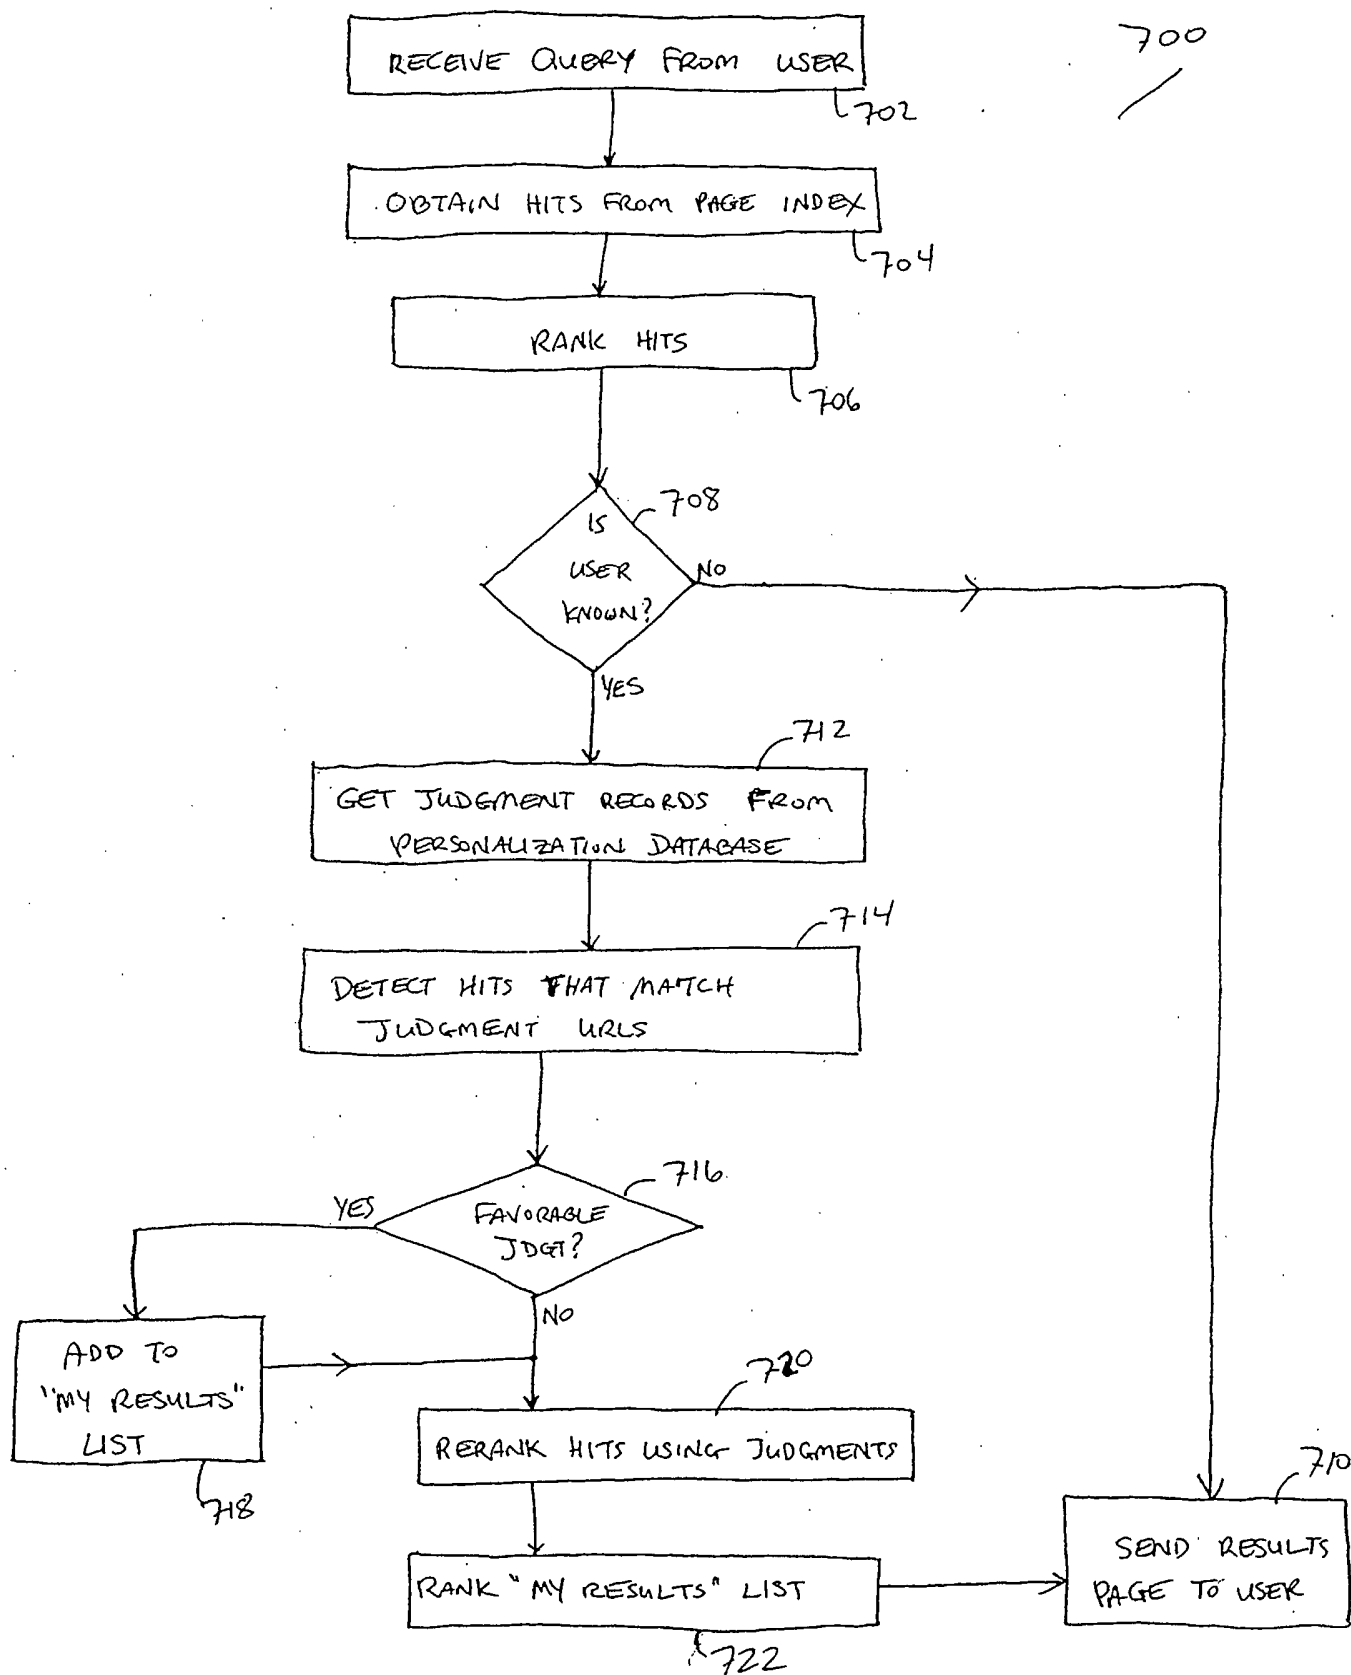 700
RECEIVE QUERY FROM USER
702
OBTAIN HITS FROM PAGE INDEX
704
RANK HITS
706
708
IS
USER
KNOWN?
NO
YES
712
GET JUDGMENT RECORDS FROM
PERSONALIZATION DATABASE
714
DETECT HITS THAT MATCH
JUDGMENT URLS
716
YES
FAVORABLE
JDGT?
NO
ADD TO
"MY RESULTS"
LIST
718
720
RERANK HITS USING JUDGMENTS
710
SEND RESULTS
PAGE TO USER
RANK "MY RESULTS" LIST
722